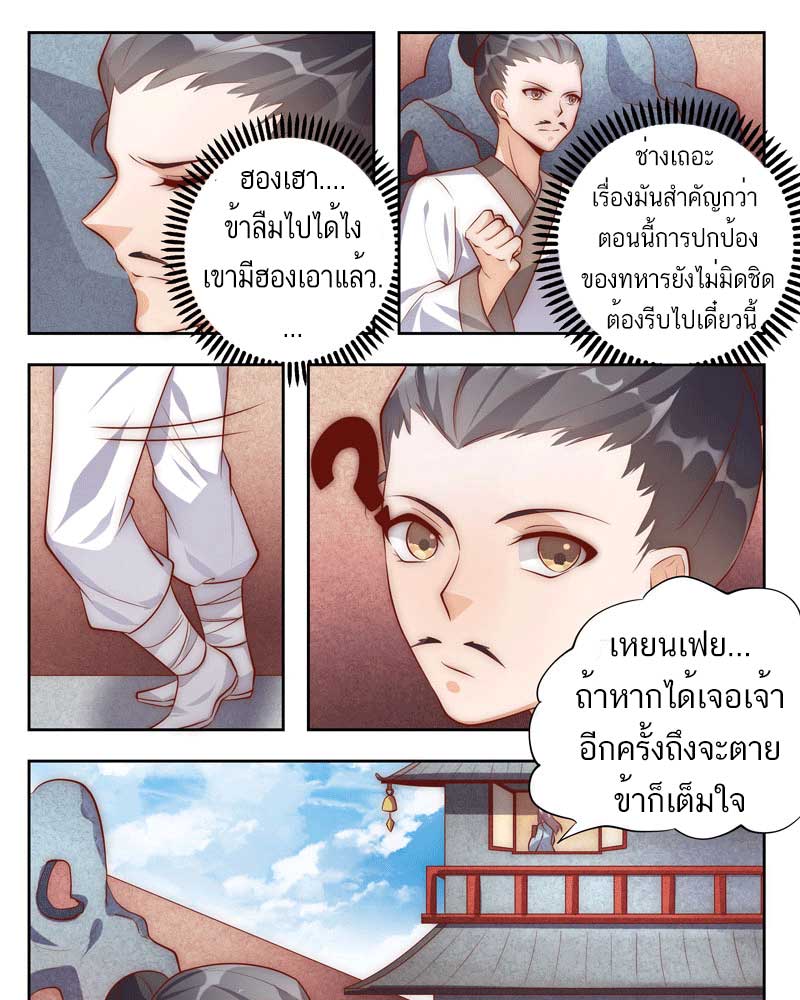 ฮองเฮา....
ข้าลืมไปได้ไง
เขามีฮองเอาแล้ว.
...
ช่างเถอะ
เรื่องมันสำคัญกว่า
ตอนนี้การปกป้อง
ของทหารยังไม่มิดชิด
ต้องรีบไปเดี๋ยวนี้
?
เหยนเฟย...
ถ้าหากได้เจอเจ้า
อีกครั้งถึงจะตาย
ข้าก็เต็มใจ